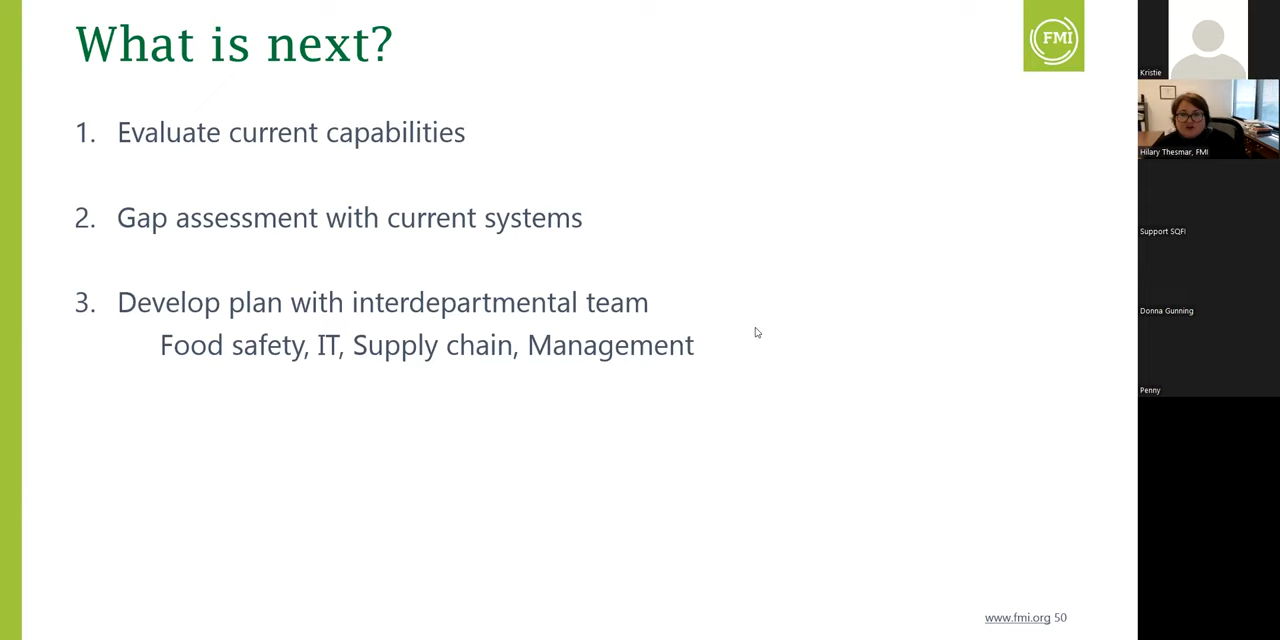 What is next?
FMI
1. Evaluate current capabilities
2. Gap assessment with current systems
3. Develop plan with interdepartmental team
Food safety, IT, Supply chain, Management
www.fmi.org 50
Kristie
Hilary Thesmar, FMI
Support SQFI
Donna Gunning
Penny